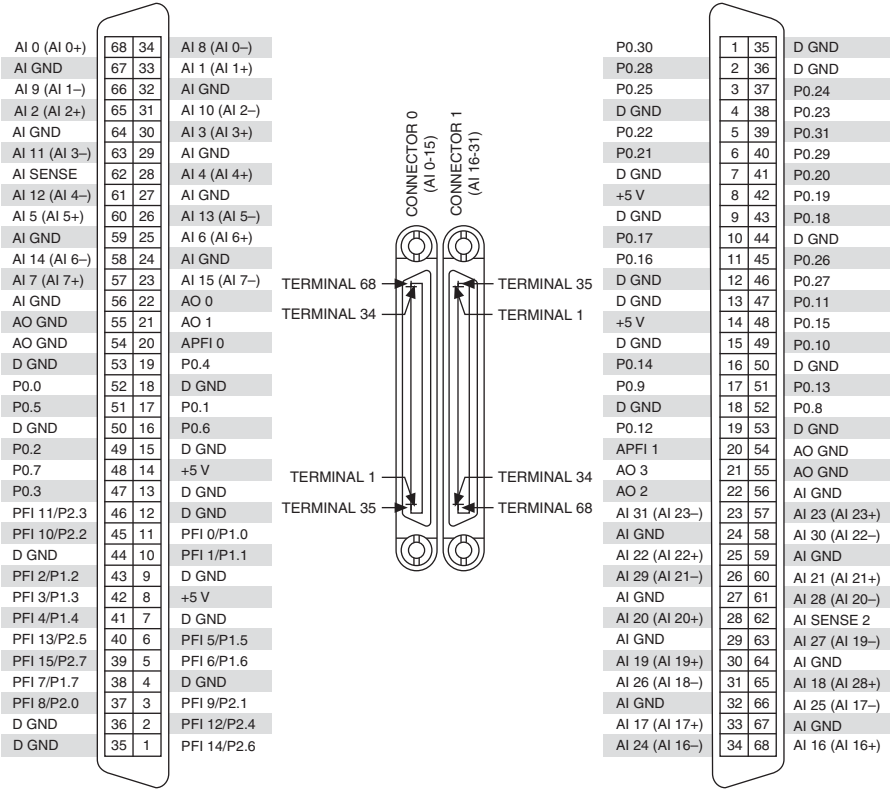 AI 0 (AI 0+) 68 34 AI 8 (AI 0–)
AI GND 67 33 AI 1 (AI 1+)
AI 9 (AI 1–) 66 32 AI GND
AI 2 (AI 2+) 65 31 AI 10 (AI 2–)
AI GND 64 30 AI 3 (AI 3+)
AI 11 (AI 3–) 63 29 AI GND
AI SENSE 62 28 AI 4 (AI 4+)
AI 12 (AI 4–) 61 27 AI GND
AI 5 (AI 5+) 60 26 AI 13 (AI 5–)
AI GND 59 25 AI 6 (AI 6+)
AI 14 (AI 6–) 58 24 AI GND
AI 7 (AI 7+) 57 23 AI 15 (AI 7–)
AI GND 56 22 AO 0
AO GND 55 21 AO 1
AO GND 54 20 APFI 0
D GND 53 19 P0.4
P0.0 52 18 D GND
P0.5 51 17 P0.1
D GND 50 16 P0.6
P0.2 49 15 D GND
P0.7 48 14 +5 V
P0.3 47 13 D GND
PFI 11/P2.3 46 12 D GND
PFI 10/P2.2 45 11 PFI 0/P1.0
D GND 44 10 PFI 1/P1.1
PFI 2/P1.2 43 9 D GND
PFI 3/P1.3 42 8 +5 V
PFI 4/P1.4 41 7 D GND
PFI 13/P2.5 40 6 PFI 5/P1.5
PFI 15/P2.7 39 5 PFI 6/P1.6
PFI 7/P1.7 38 4 D GND
PFI 8/P2.0 37 3 PFI 9/P2.1
D GND 36 2 PFI 12/P2.4
D GND 35 1 PFI 14/P2.6
CONNECTOR 0
(AI 0-15)
CONNECTOR 1
(AI 16-31)
TERMINAL 68
TERMINAL 35
TERMINAL 34
TERMINAL 1
TERMINAL 1
TERMINAL 34
TERMINAL 35
TERMINAL 68
P0.30 1 35 D GND
P0.28 2 36 D GND
P0.25 3 37 P0.24
D GND 4 38 P0.23
P0.22 5 39 P0.31
P0.21 6 40 P0.29
D GND 7 41 P0.20
+5 V 8 42 P0.19
D GND 9 43 P0.18
P0.17 10 44 D GND
P0.16 11 45 P0.26
D GND 12 46 P0.27
D GND 13 47 P0.11
+5 V 14 48 P0.15
D GND 15 49 P0.10
P0.14 16 50 D GND
P0.9 17 51 P0.13
D GND 18 52 P0.8
P0.12 19 53 D GND
APFI 1 20 54 AO GND
AO 3 21 55 AO GND
AO 2 22 56 AI GND
AI 31 (AI 23–) 23 57 AI 23 (AI 23+)
AI GND 24 58 AI 30 (AI 22–)
AI 22 (AI 22+) 25 59 AI GND
AI 29 (AI 21–) 26 60 AI 21 (AI 21+)
AI GND 27 61 AI 28 (AI 20–)
AI 20 (AI 20+) 28 62 AI SENSE 2
AI GND 29 63 AI 27 (AI 19–)
AI 19 (AI 19+) 30 64 AI GND
AI 26 (AI 18–) 31 65 AI 18 (AI 28+)
AI GND 32 66 AI 25 (AI 17–)
AI 17 (AI 17+) 33 67 AI GND
AI 24 (AI 16–) 34 68 AI 16 (AI 16+)